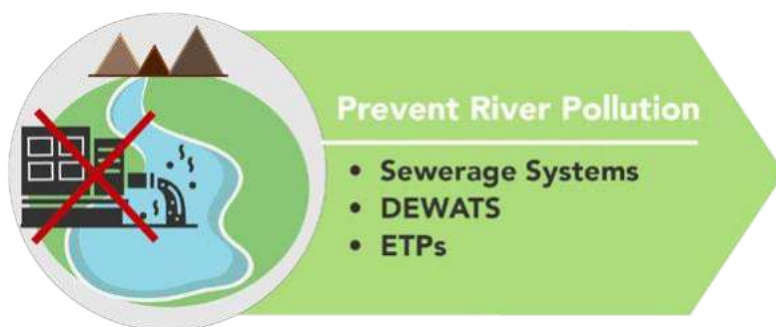 Prevent River Pollution
• Sewerage Systems
• DEWATS
• ETPs